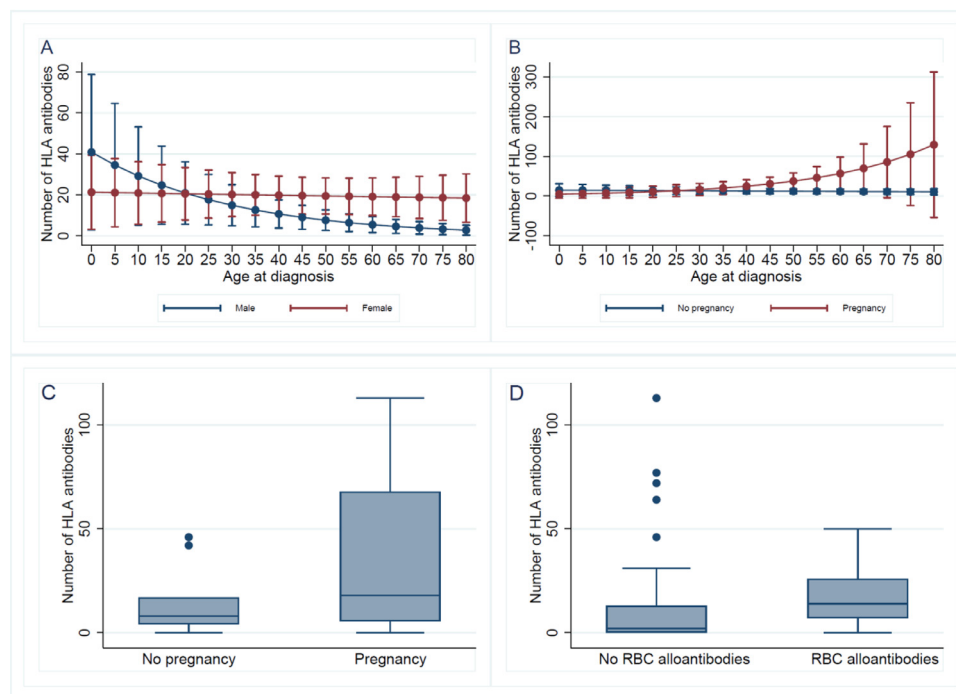 A
Number of HLA antibodies
80
60
40
20
0
0 5 10 15 20 25 30 35 40 45 50 55 60 65 70 75 80
Age at diagnosis
Male Female
B
Number of HLA antibodies
300
200
100
0
-100
0 5 10 15 20 25 30 35 40 45 50 55 60 65 70 75 80
Age at diagnosis
No pregnancy Pregnancy
C
Number of HLA antibodies
100
50
0
No pregnancy Pregnancy
D
Number of HLA antibodies
100
50
0
No RBC alloantibodies RBC alloantibodies